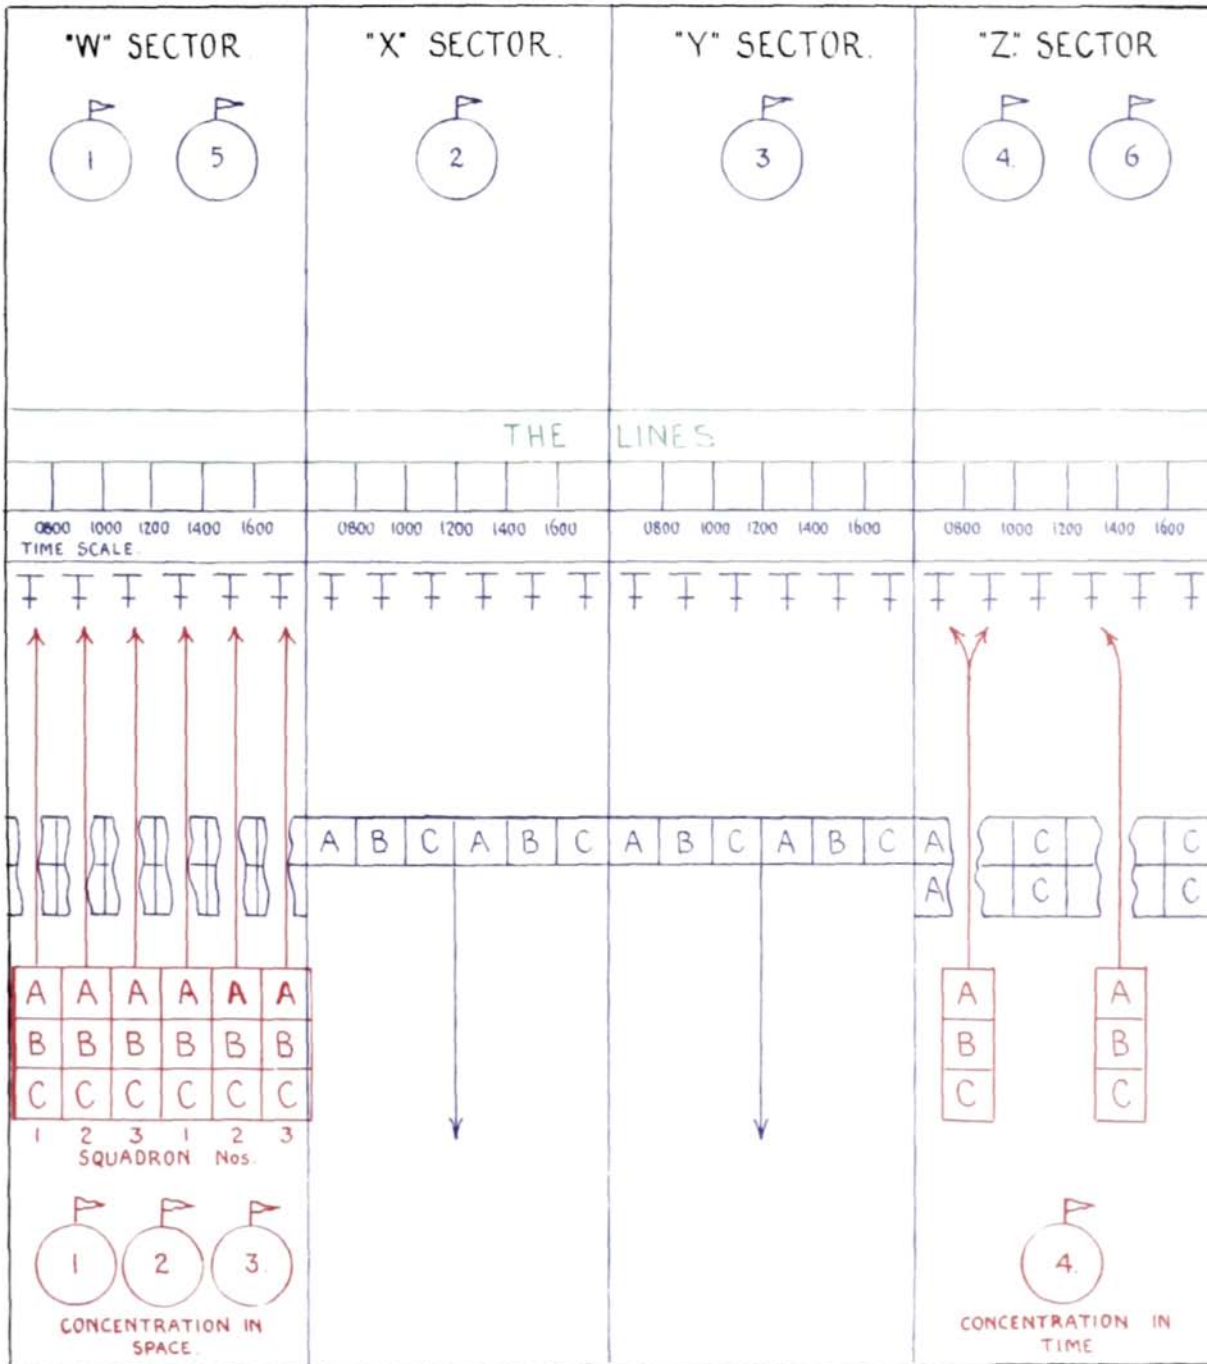 "W" SECTOR. "X" SECTOR. "Y" SECTOR. "Z." SECTOR
1 5 2 3 4. 6
THE LINES
0800 1000 1200 1400 1600 0800 1000 1200 1400 1600 0800 1000 1200 1400 1600 0800 1000 1200 1400 1600
TIME SCALE.
A B C A B C A B C A B C A C C
A C C
A A A A A A A A
B B B B B B B B
C C C C C C C C
1 2 3 1 2 3
SQUADRON Nos.
1 2 3. 4.
CONCENTRATION IN
SPACE.
CONCENTRATION IN
TIME